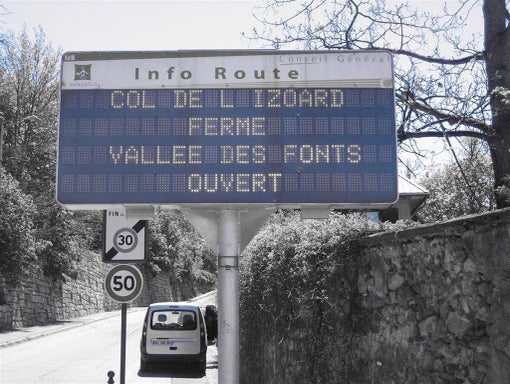 Conseil Général
Info Route
COL DE L IZOARD
FERME
VALLEE DES FONTS
OUVERT
FIN
30
50